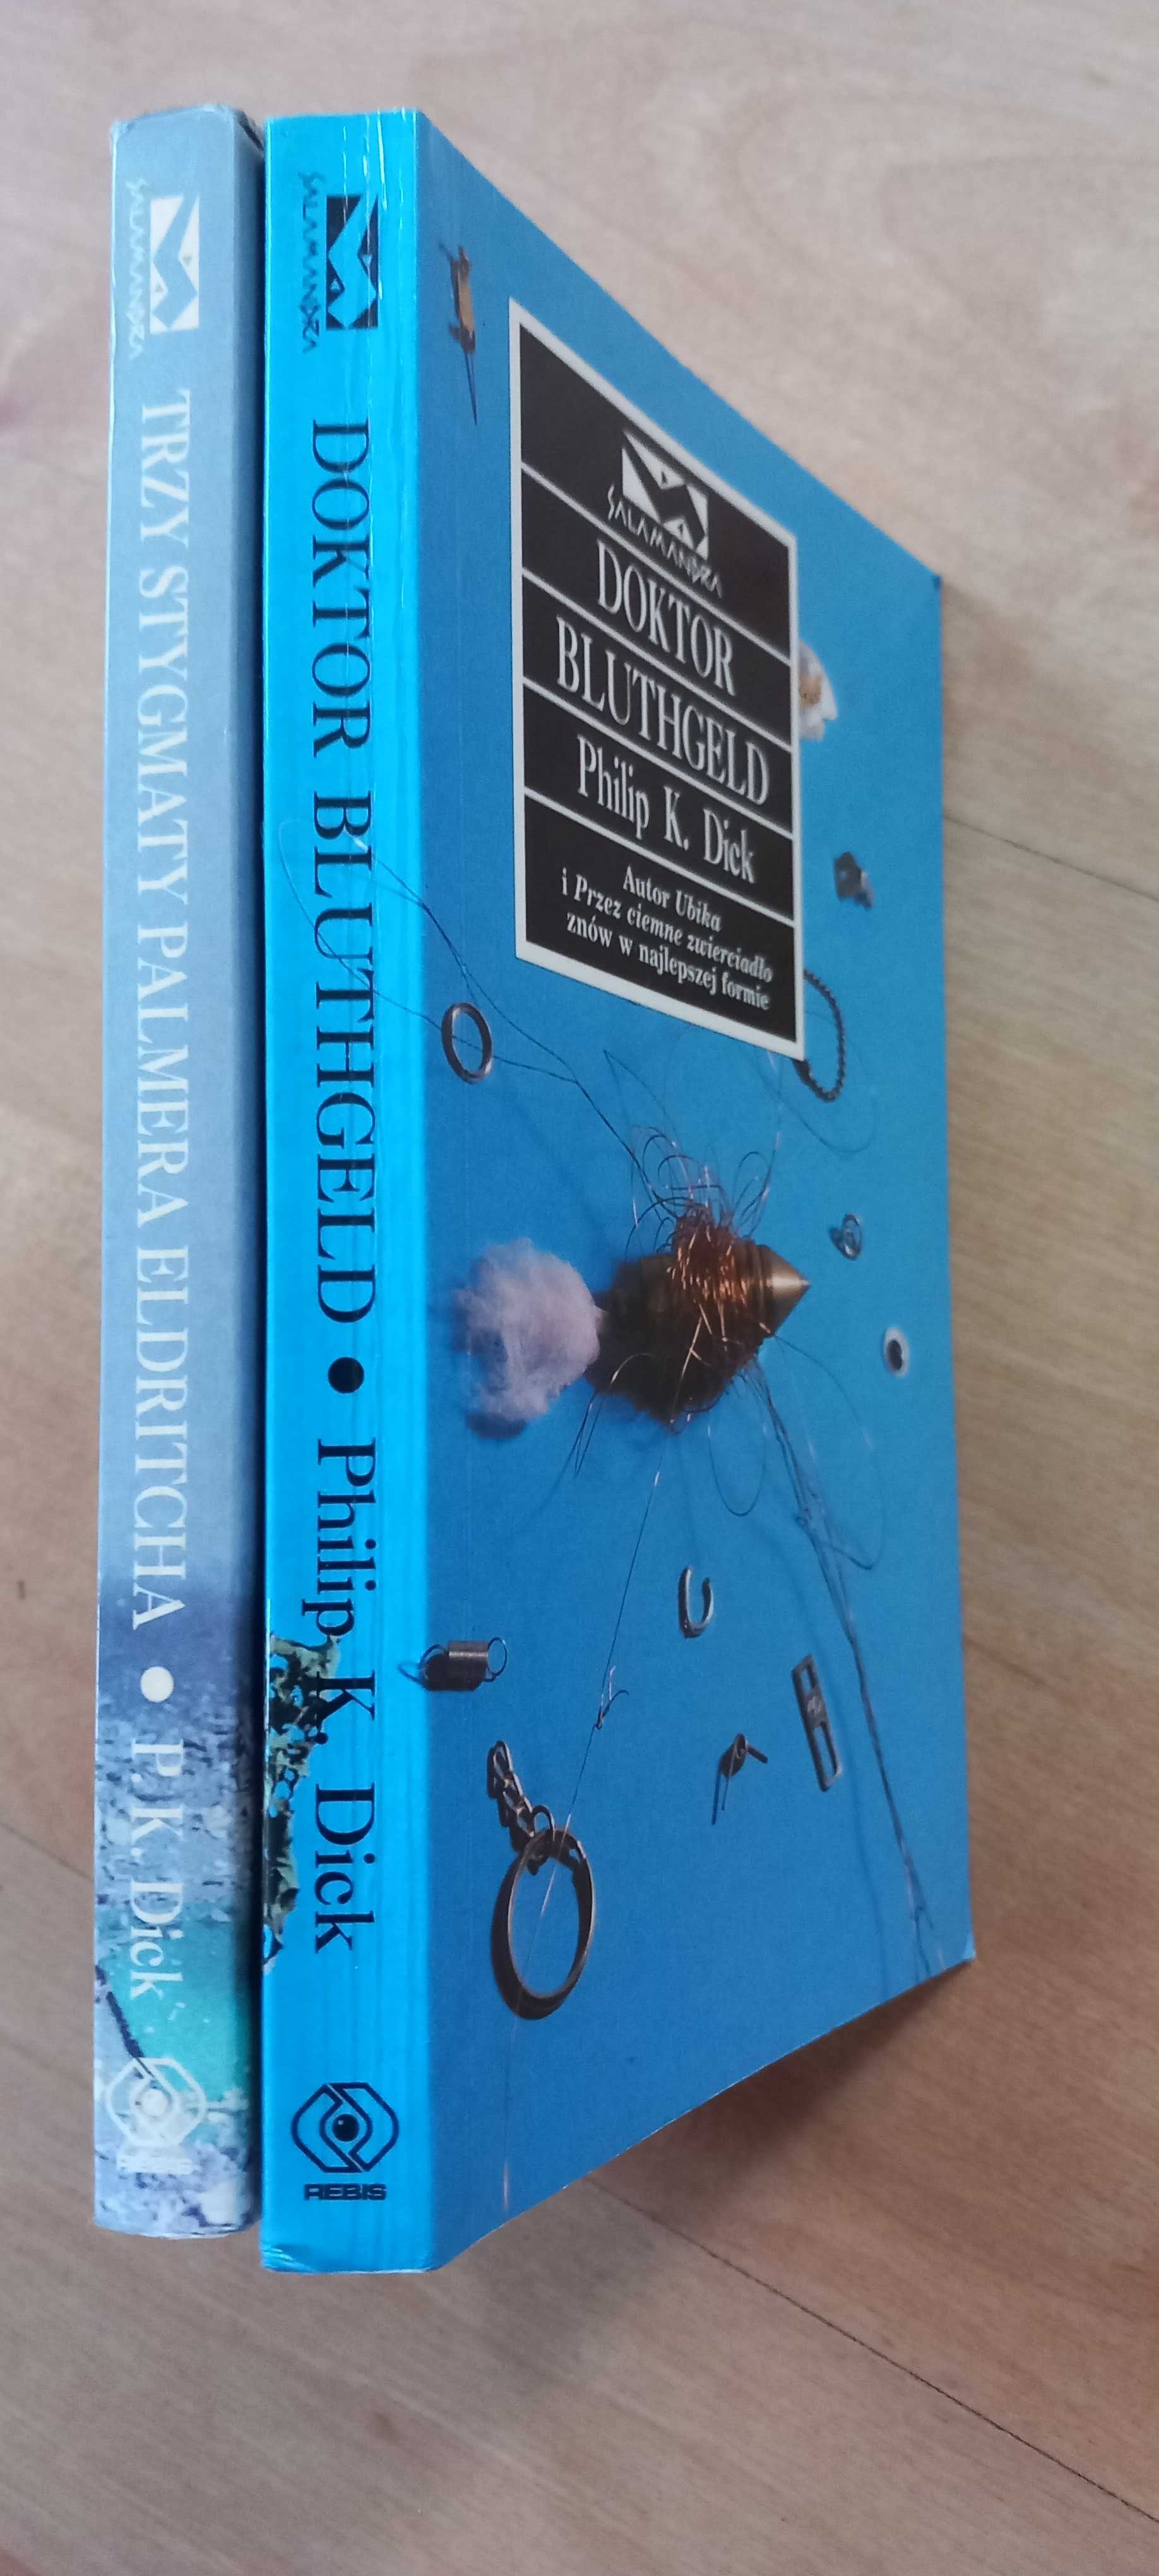 SALAMANDRA
TRZY STYGMATY PALMERA ELDRITCHA • P.K. Dick
SALAMANDRA
DOKTOR BLUTHGELD • Philip K. Dick
REBIS
SALAMANDRA
DOKTOR
BLUTHGELD
Philip K. Dick
Autor Ubika
i Przez ciemne zwierciadło
znów w najlepszej formie